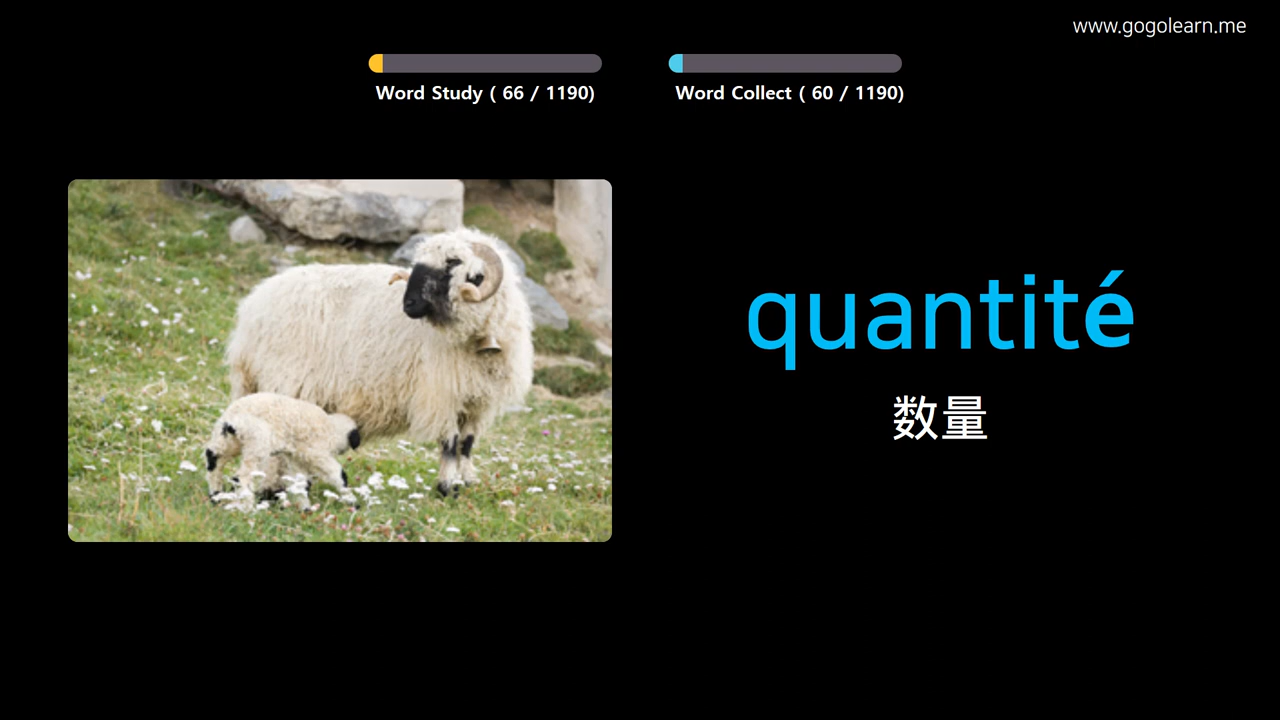 www.gogolearn.me
Word Study ( 66 / 1190)
Word Collect ( 60 / 1190)
quantité
数量